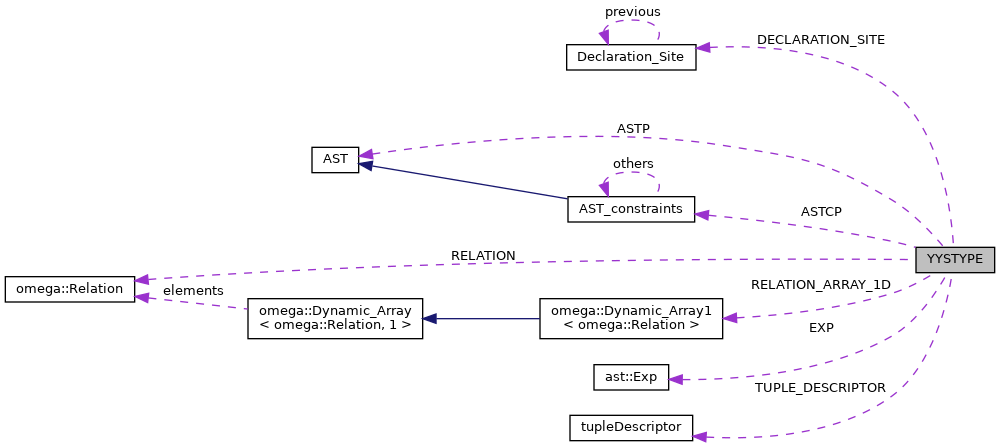 previous
DECLARATION_SITE
Declaration_Site
ASTP
AST
others
AST_constraints
ASTCP
RELATION
YYSTYPE
omega::Relation
elements
RELATION_ARRAY_1D
omega::Dynamic_Array
< omega::Relation, 1 >
omega::Dynamic_Array1
< omega::Relation >
EXP
ast::Exp
TUPLE_DESCRIPTOR
tupleDescriptor